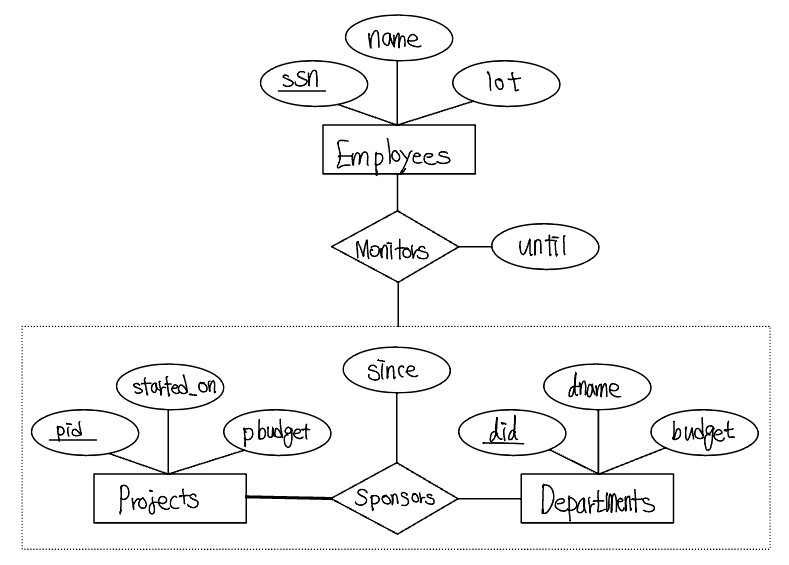 name
ssn
lot
Employees
Monitors
until
since
started_on
dname
pid
pbudget
did
budget
Projects
Sponsors
Departments